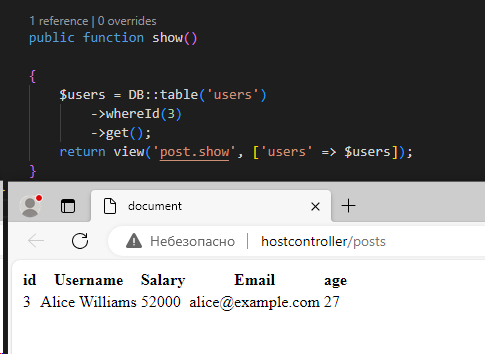 1 reference | 0 overrides
public function show()
{
$users = DB::table('users')
->whereId(3)
->get();
return view('post.show', ['users' => $users]);
}
document
Небезопасно | hostcontroller/posts
id Username Salary Email age
3 Alice Williams 52000 alice@example.com 27